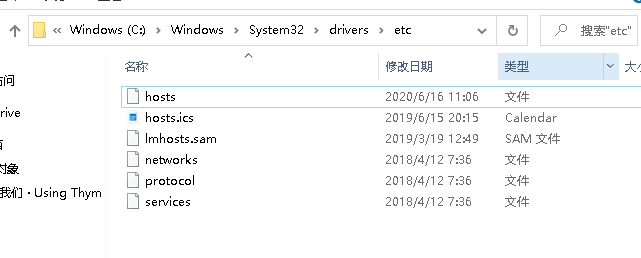 « Windows (C:) › Windows › System32 › drivers › etc
搜索"etc"
名称 修改日期 类型 大小
hosts 2020/6/16 11:06 文件
hosts.ics 2019/6/15 20:15 Calendar
lmhosts.sam 2019/3/19 12:49 SAM 文件
networks 2018/4/12 7:36 文件
protocol 2018/4/12 7:36 文件
services 2018/4/12 7:36 文件
访问
rive
对象
我们 · Using Thym